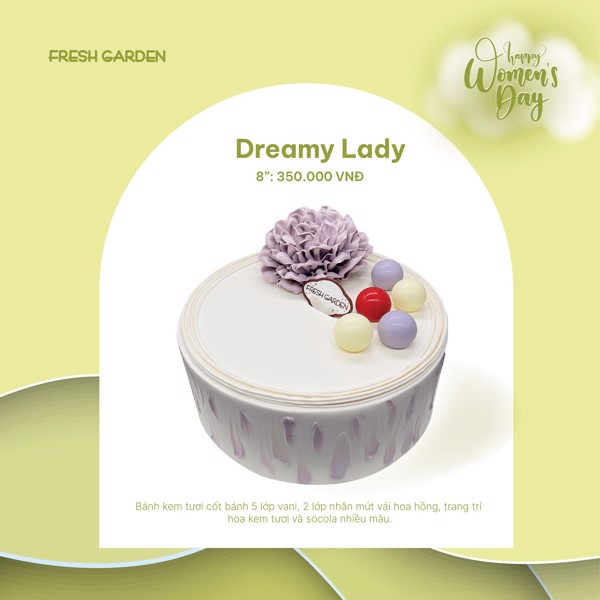 FRESH GARDEN
happy
Women's
Day
Dreamy Lady
8”: 350.000 VNĐ
FRESH GARDEN
Bánh kem tươi cốt bánh 5 lớp vani, 2 lớp nhân mứt vải hoa hồng, trang trí
hoa kem tươi và socola nhiều màu.